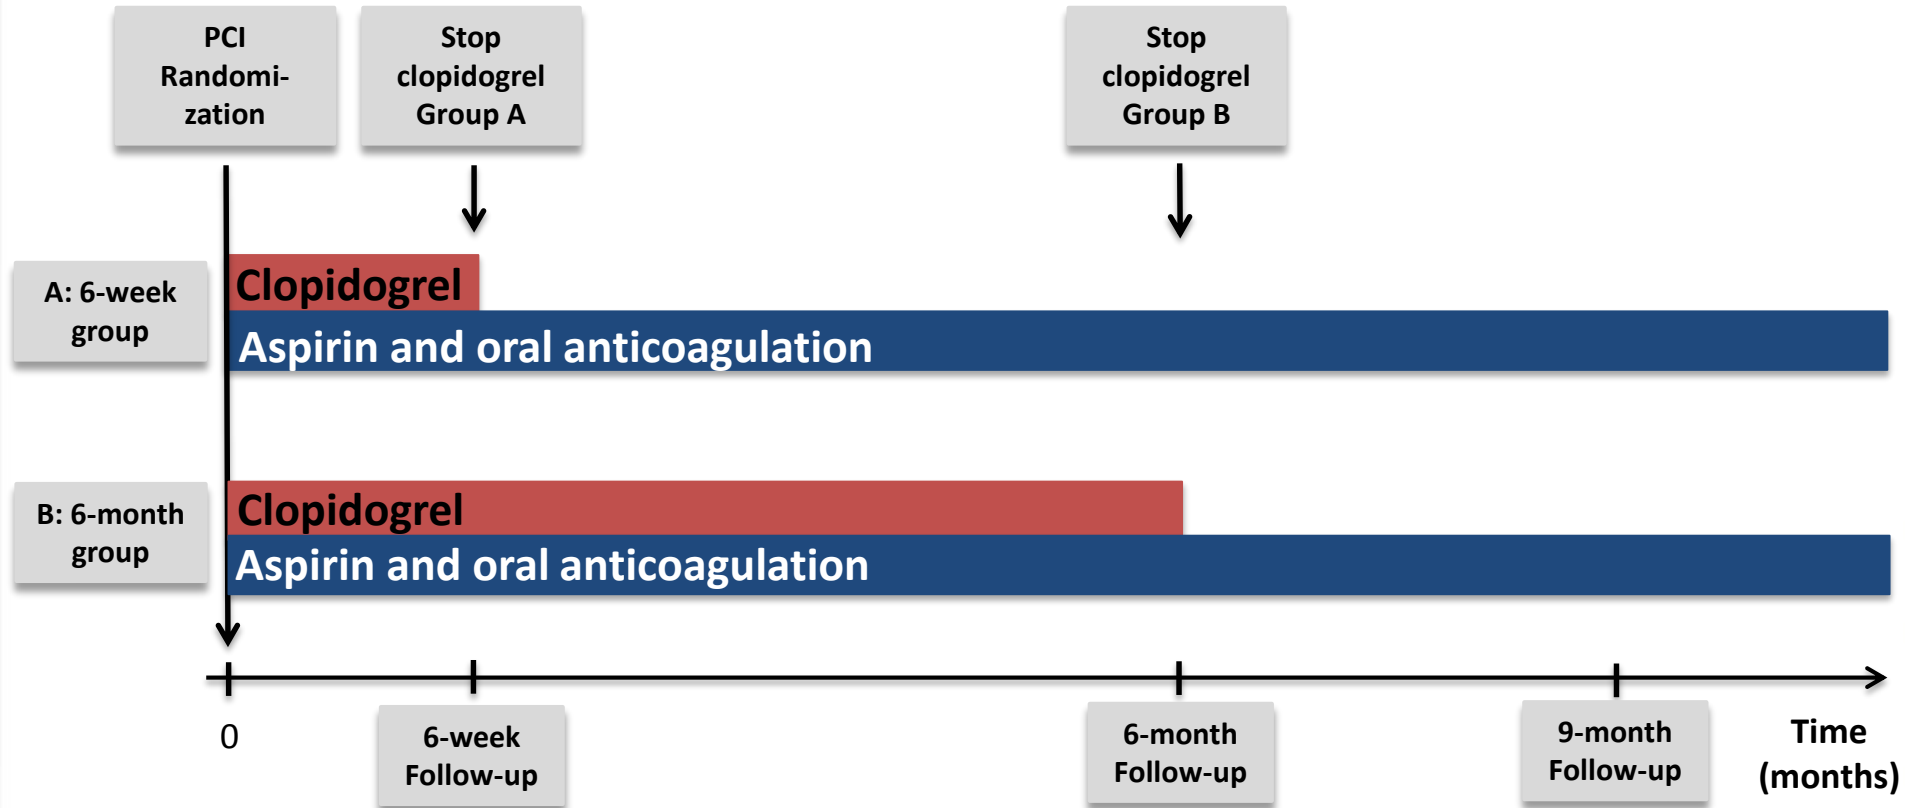 PCI
Randomi-
zation
Stop
clopidogrel
Group A
Stop
clopidogrel
Group B
A: 6-week
group
Clopidogrel
Aspirin and oral anticoagulation
B: 6-month
group
Clopidogrel
Aspirin and oral anticoagulation
0
6-week
Follow-up
6-month
Follow-up
9-month
Follow-up
Time
(months)